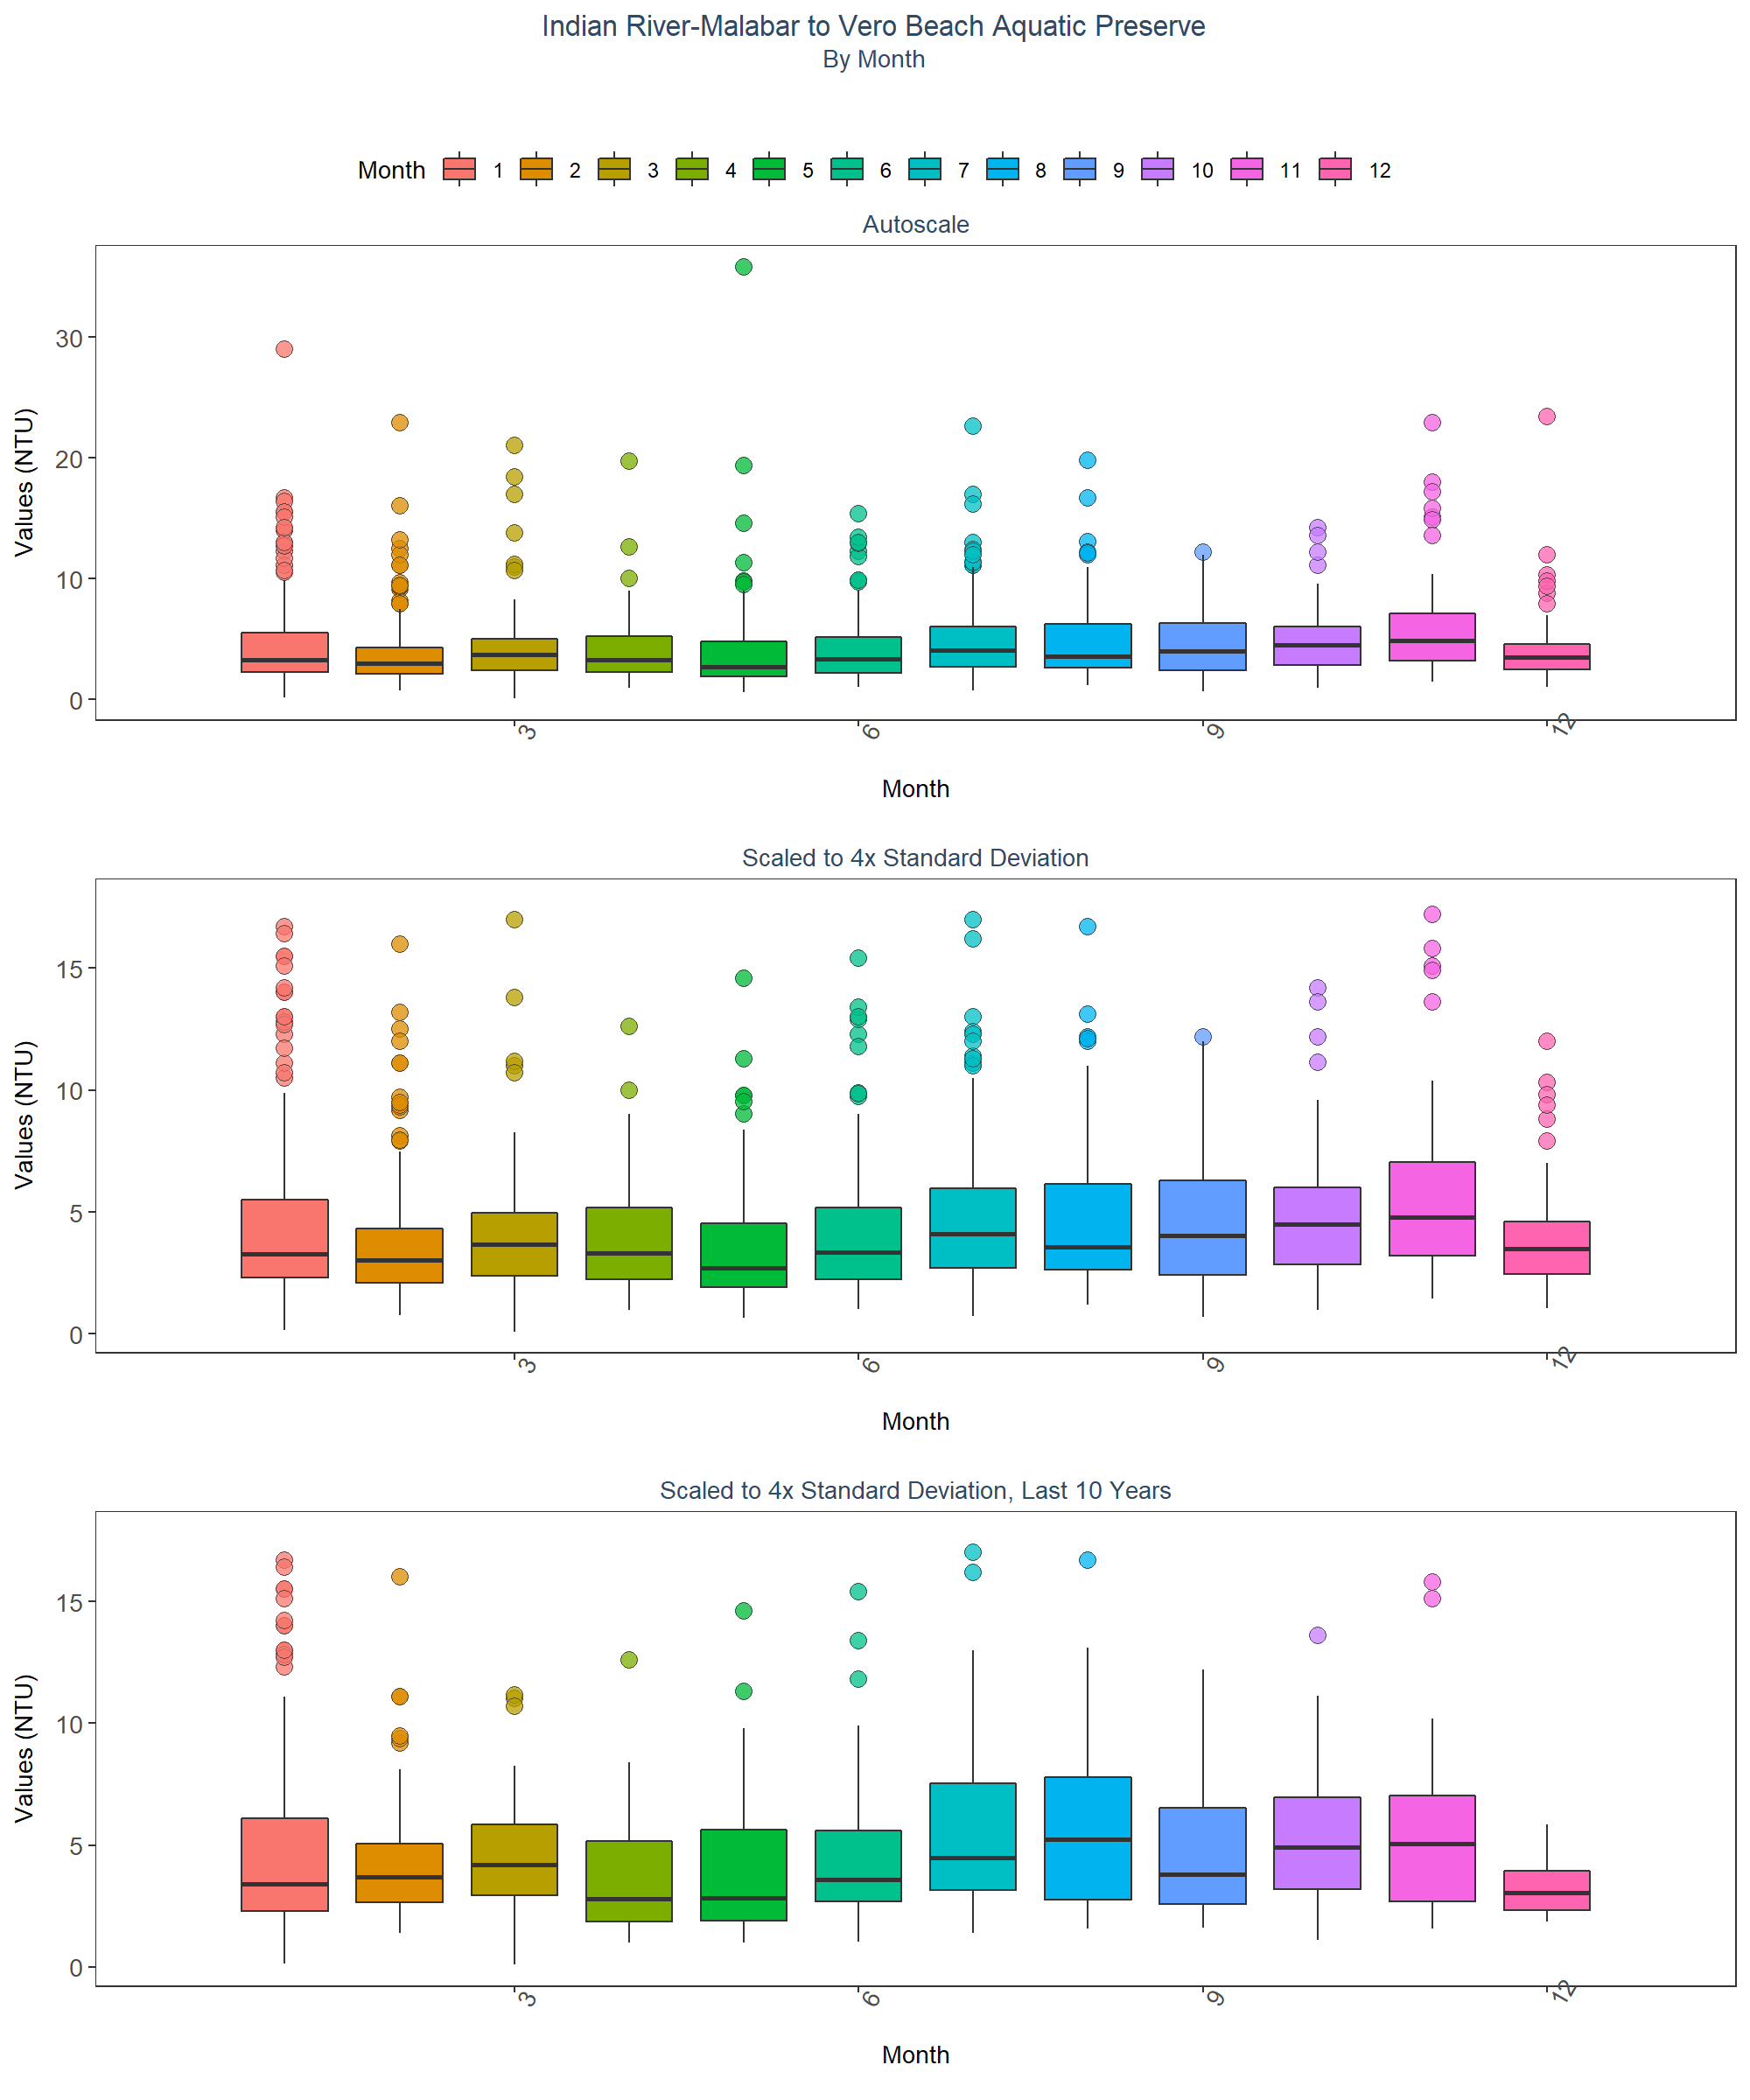 Indian River-Malabar to Vero Beach Aquatic Preserve
By Month
Month 1 2 3 4 5 6 7 8 9 10 11 12
Autoscale
Values (NTU)
30
20
10
0
3 6 9 12
Month
Scaled to 4x Standard Deviation
Values (NTU)
15
10
5
0
3 6 9 12
Month
Scaled to 4x Standard Deviation, Last 10 Years
Values (NTU)
15
10
5
0
3 6 9 12
Month